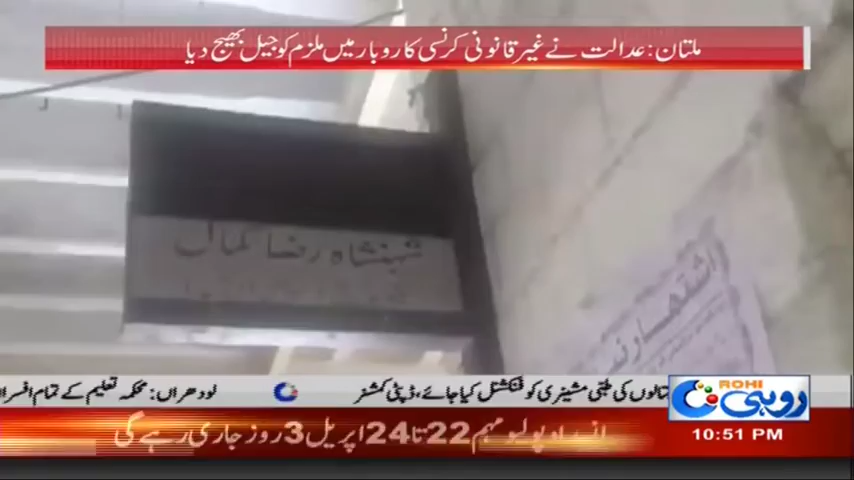 ملتان: عدالت نے غیر قانونی کرنسی کاروبار میں ملزم کو جیل بھیج دیا
شہنشاہ رضا کمال
اشتہار
تالوں کی طبی مشینری کو فنکشنل کیا جائے، ڈپٹی کمشنر
لودھراں: محکمہ تعلیم کے تمام افسرا
ROHI
روہی
پولیو مہم 22 تا 24 اپریل 3 روز جاری رہے گی
10:51 PM